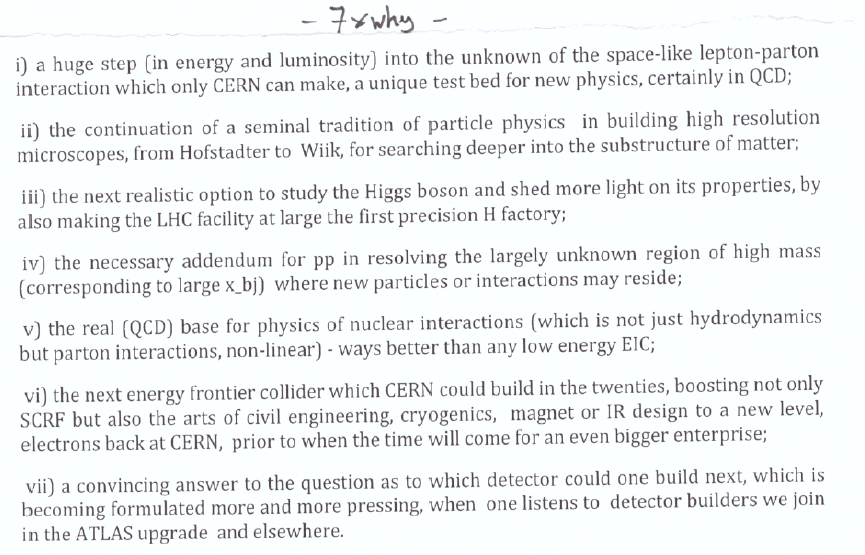 - 7 x why -
i) a huge step (in energy and luminosity) into the unknown of the space-like lepton-parton
interaction which only CERN can make, a unique test bed for new physics, certainly in QCD;
ii) the continuation of a seminal tradition of particle physics in building high resolution
microscopes, from Hofstadter to Wiik, for searching deeper into the substructure of matter;
iii) the next realistic option to study the Higgs boson and shed more light on its properties, by
also making the LHC facility at large the first precision H factory;
iv) the necessary addendum for pp in resolving the largely unknown region of high mass
(corresponding to large x_bj) where new particles or interactions may reside;
v) the real (QCD) base for physics of nuclear interactions (which is not just hydrodynamics
but parton interactions, non-linear) - ways better than any low energy EIC;
vi) the next energy frontier collider which CERN could build in the twenties, boosting not only
SCRF but also the arts of civil engineering, cryogenics, magnet or IR design to a new level,
electrons back at CERN, prior to when the time will come for an even bigger enterprise;
vii) a convincing answer to the question as to which detector could one build next, which is
becoming formulated more and more pressing, when one listens to detector builders we join
in the ATLAS upgrade and elsewhere.